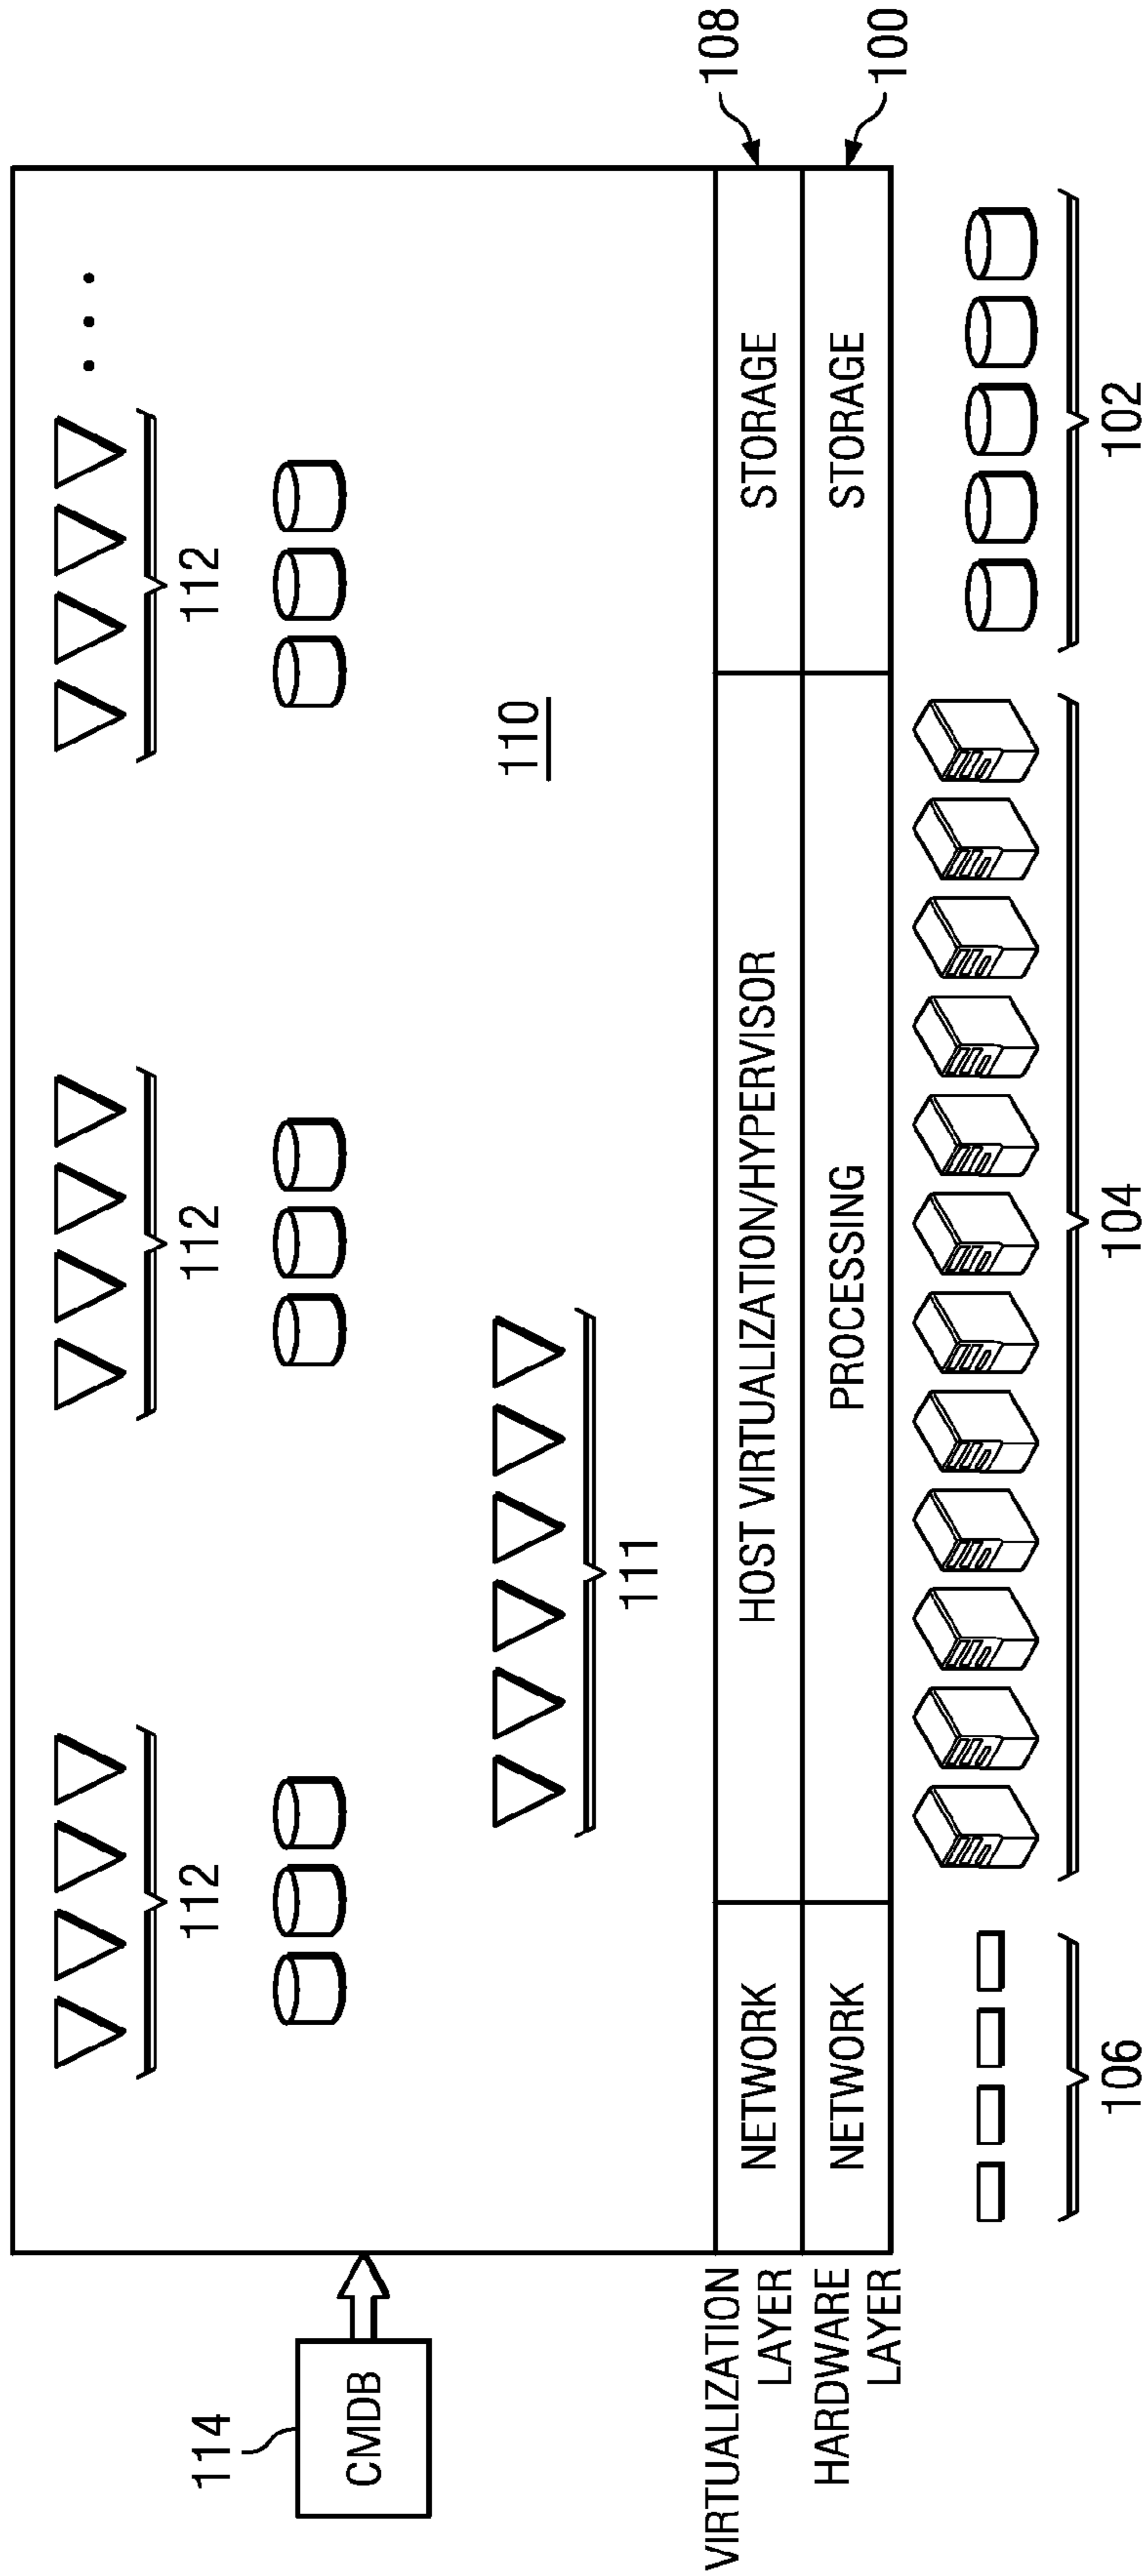 112
112
112
. . .
114
CMDB
111
110
VIRTUALIZATION
LAYER
NETWORK
HOST VIRTUALIZATION/HYPERVISOR
STORAGE
108
HARDWARE
LAYER
NETWORK
PROCESSING
STORAGE
100
106
104
102